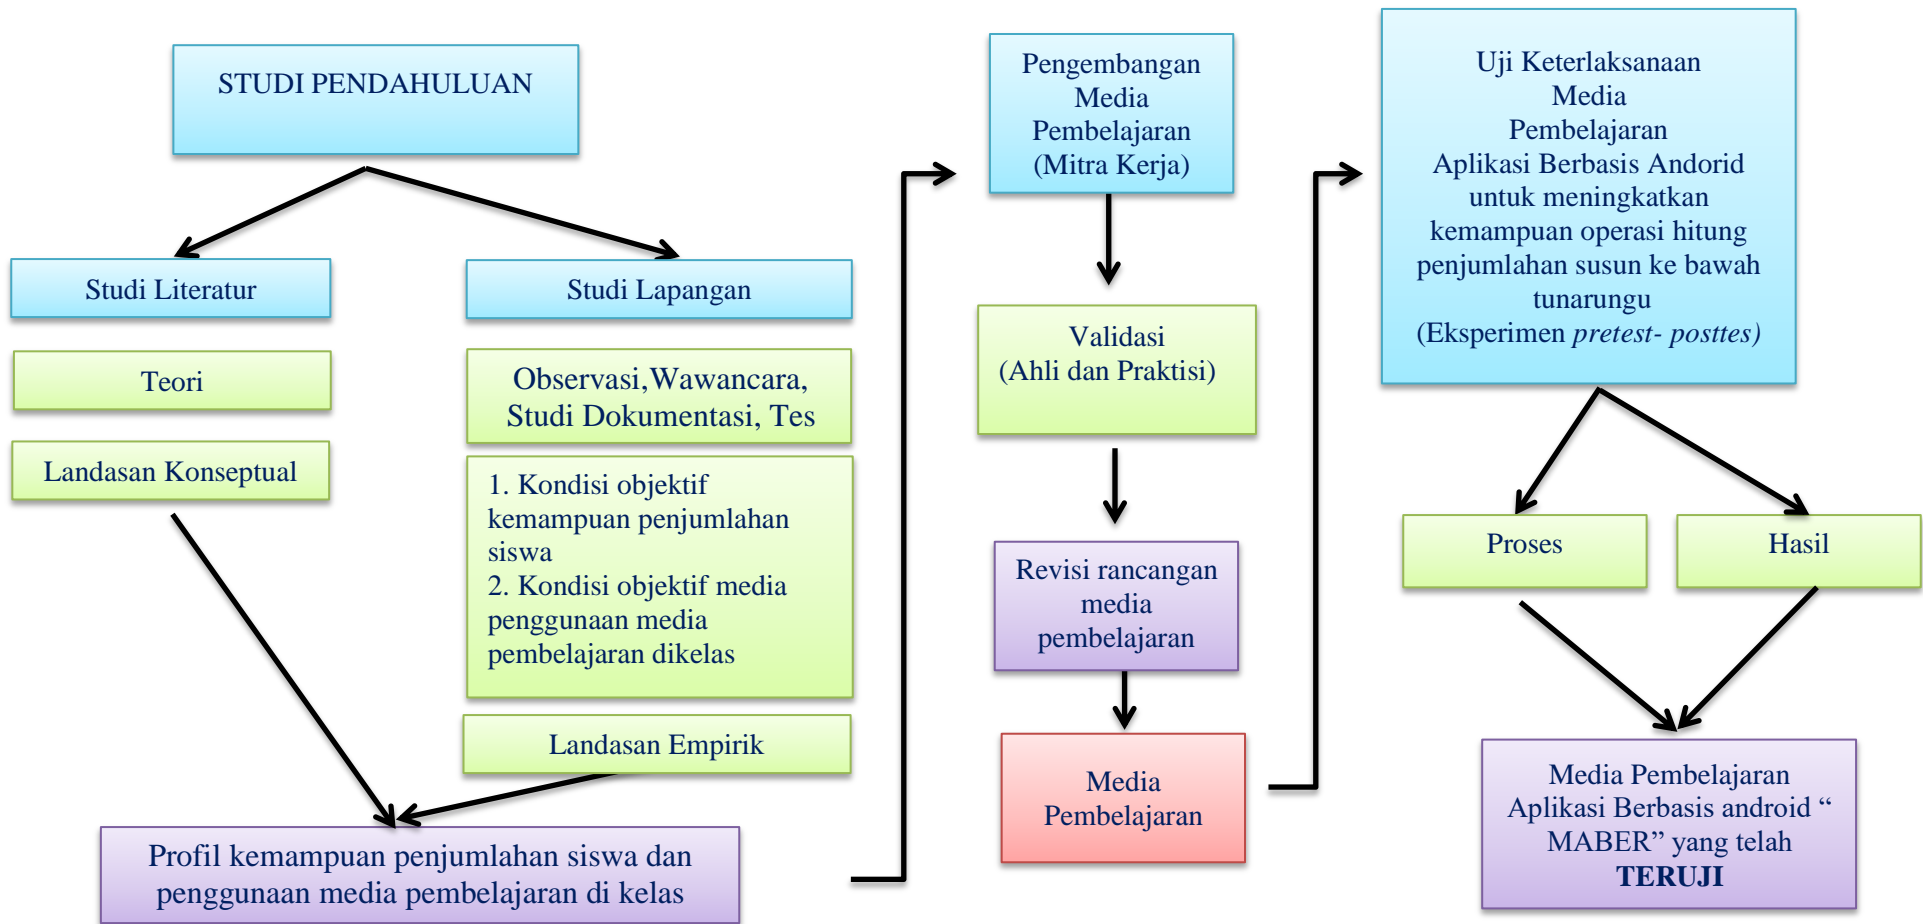 STUDI PENDAHULUAN
Studi Literatur
Teori
Landasan Konseptual
Studi Lapangan
Observasi,Wawancara,
Studi Dokumentasi, Tes
1. Kondisi objektif
kemampuan penjumlahan
siswa
2. Kondisi objektif media
penggunaan media
pembelajaran dikelas
Landasan Empirik
Profil kemampuan penjumlahan siswa dan
penggunaan media pembelajaran di kelas
Pengembangan
Media
Pembelajaran
(Mitra Kerja)
Validasi
(Ahli dan Praktisi)
Revisi rancangan
media
pembelajaran
Media
Pembelajaran
Uji Keterlaksanaan
Media
Pembelajaran
Aplikasi Berbasis Andorid
untuk meningkatkan
kemampuan operasi hitung
penjumlahan susun ke bawah
tunarungu
(Eksperimen pretest- posttes)
Proses
Hasil
Media Pembelajaran
Aplikasi Berbasis android “
MABER” yang telah
TERUJI